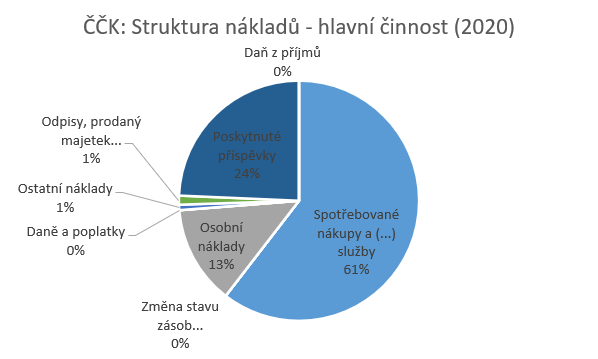 ČČK: Struktura nákladů - hlavní činnost (2020)
Daň z příjmů
0%
Odpisy, prodaný
majetek...
1%
Poskytnuté
příspěvky
24%
Ostatní náklady
1%
Daně a poplatky
0%
Osobní
náklady
13%
Spotřebované
nákupy a (...)
služby
61%
Změna stavu
zásob...
0%